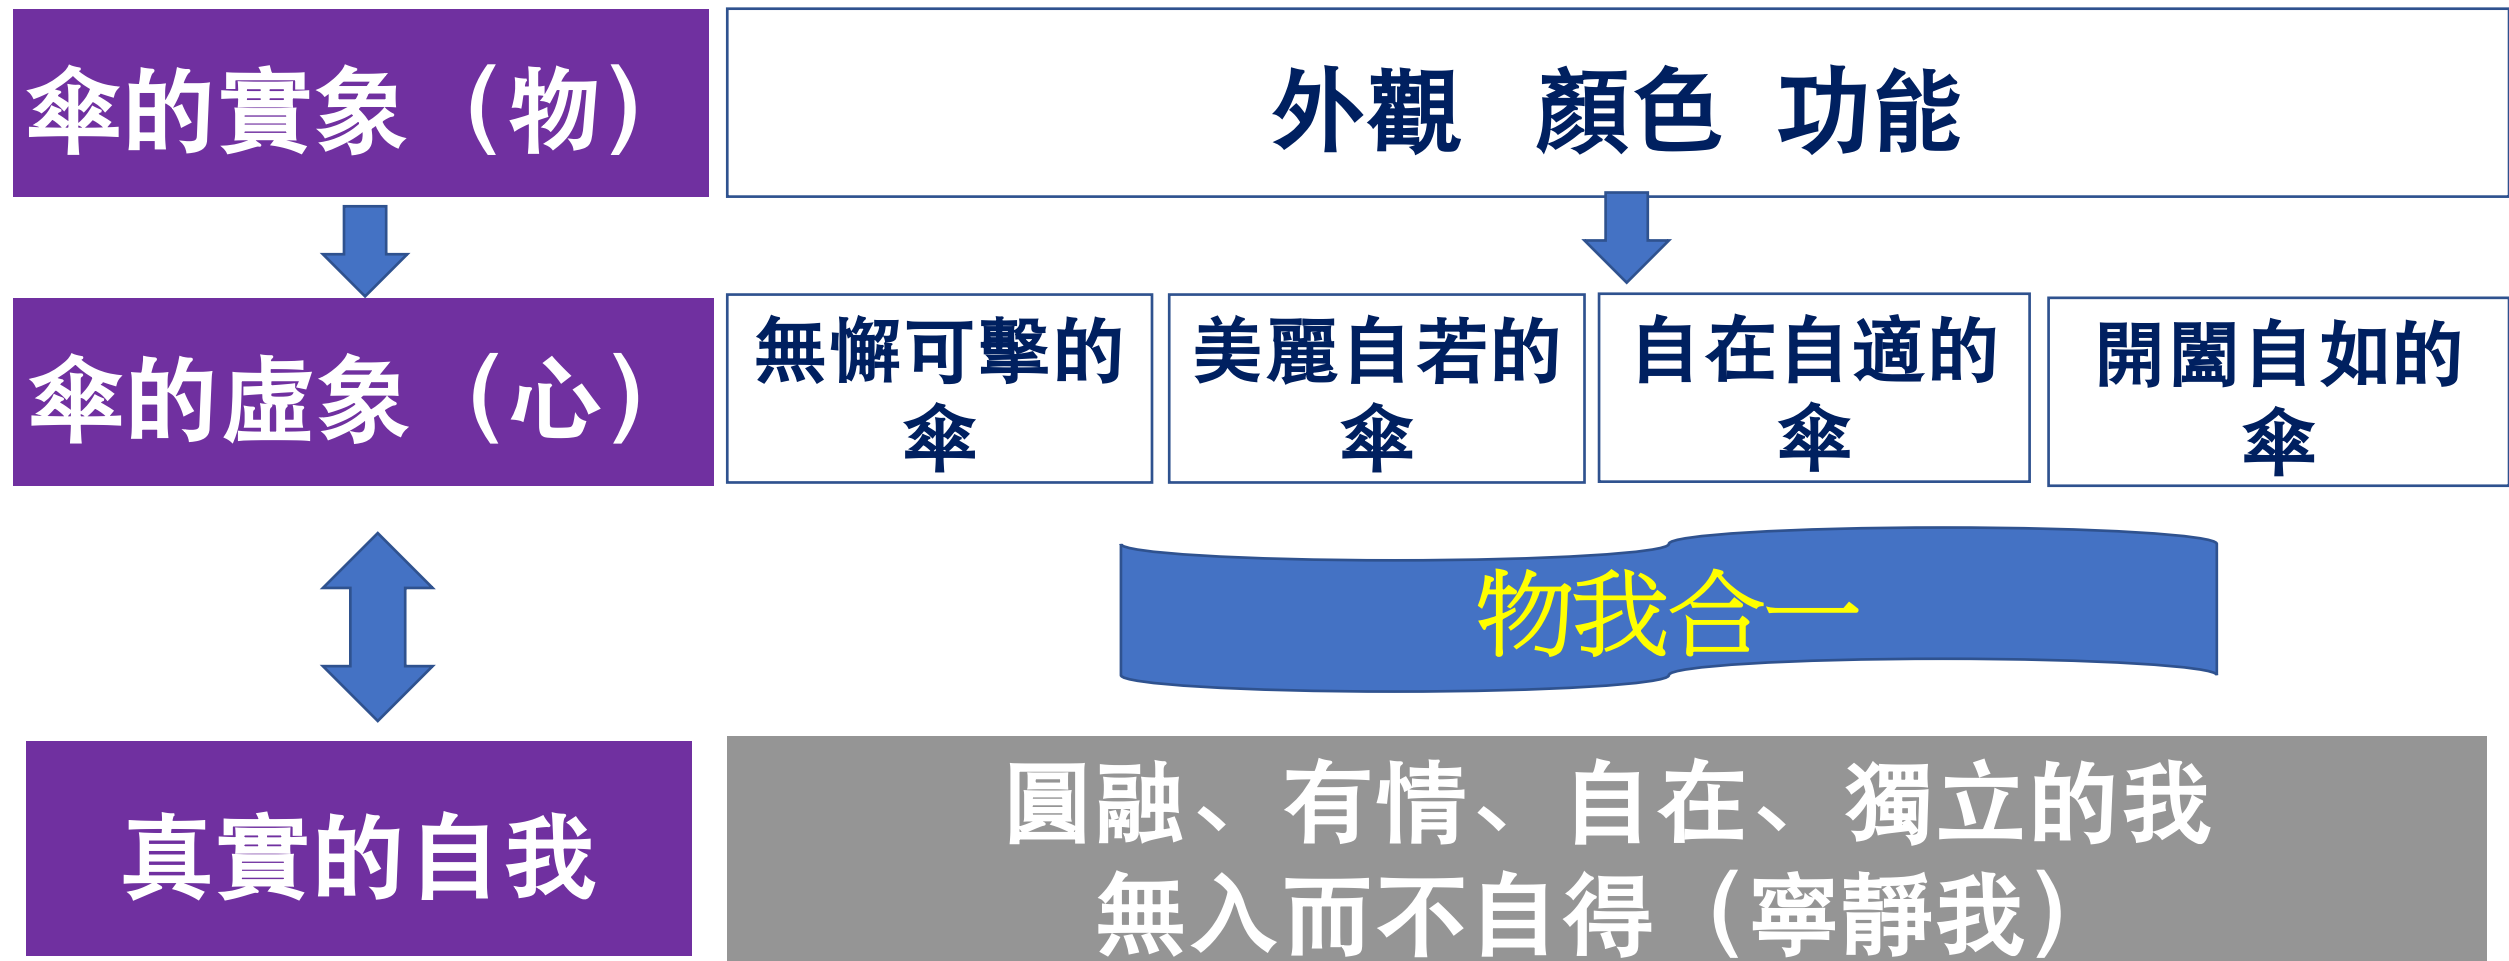 傘的實象（物）
外觀 顏色 功能
傘的虛象（心）
無懈可擊的
傘
美麗自若的
傘
自在自適的
傘
開闔自如的
傘
物我合一
真實的自我
圓融、有情、自在、獨立的我
無入而不自得（空靜我）